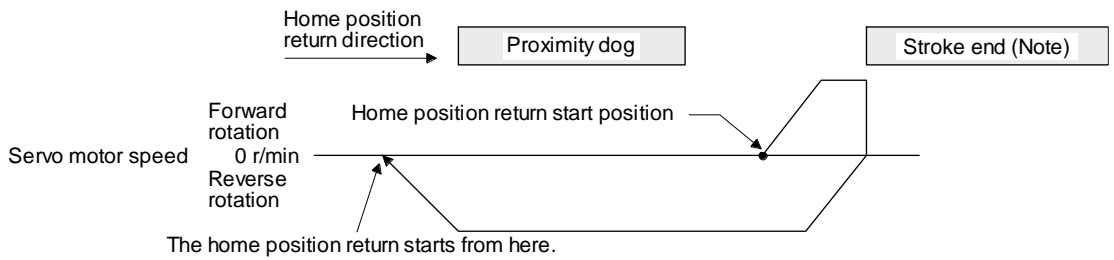 Home position
return direction
Proximity dog
Stroke end (Note)
Forward
rotation
Home position return start position
Servo motor speed
0 r/min
Reverse
rotation
The home position return starts from here.